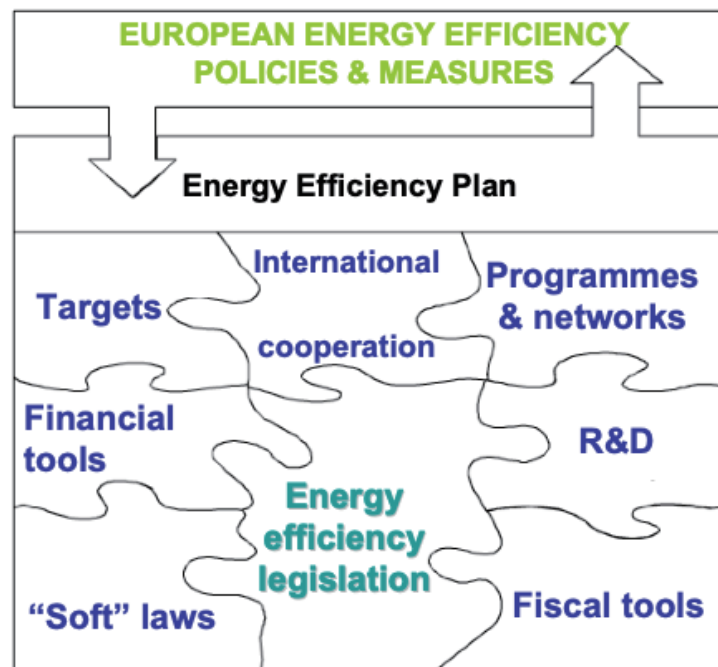 EUROPEAN ENERGY EFFICIENCY
POLICIES & MEASURES
Energy Efficiency Plan
International
cooperation
Targets
Programmes
& networks
Financial
tools
R&D
Energy
efficiency
legislation
“Soft” laws
Fiscal tools